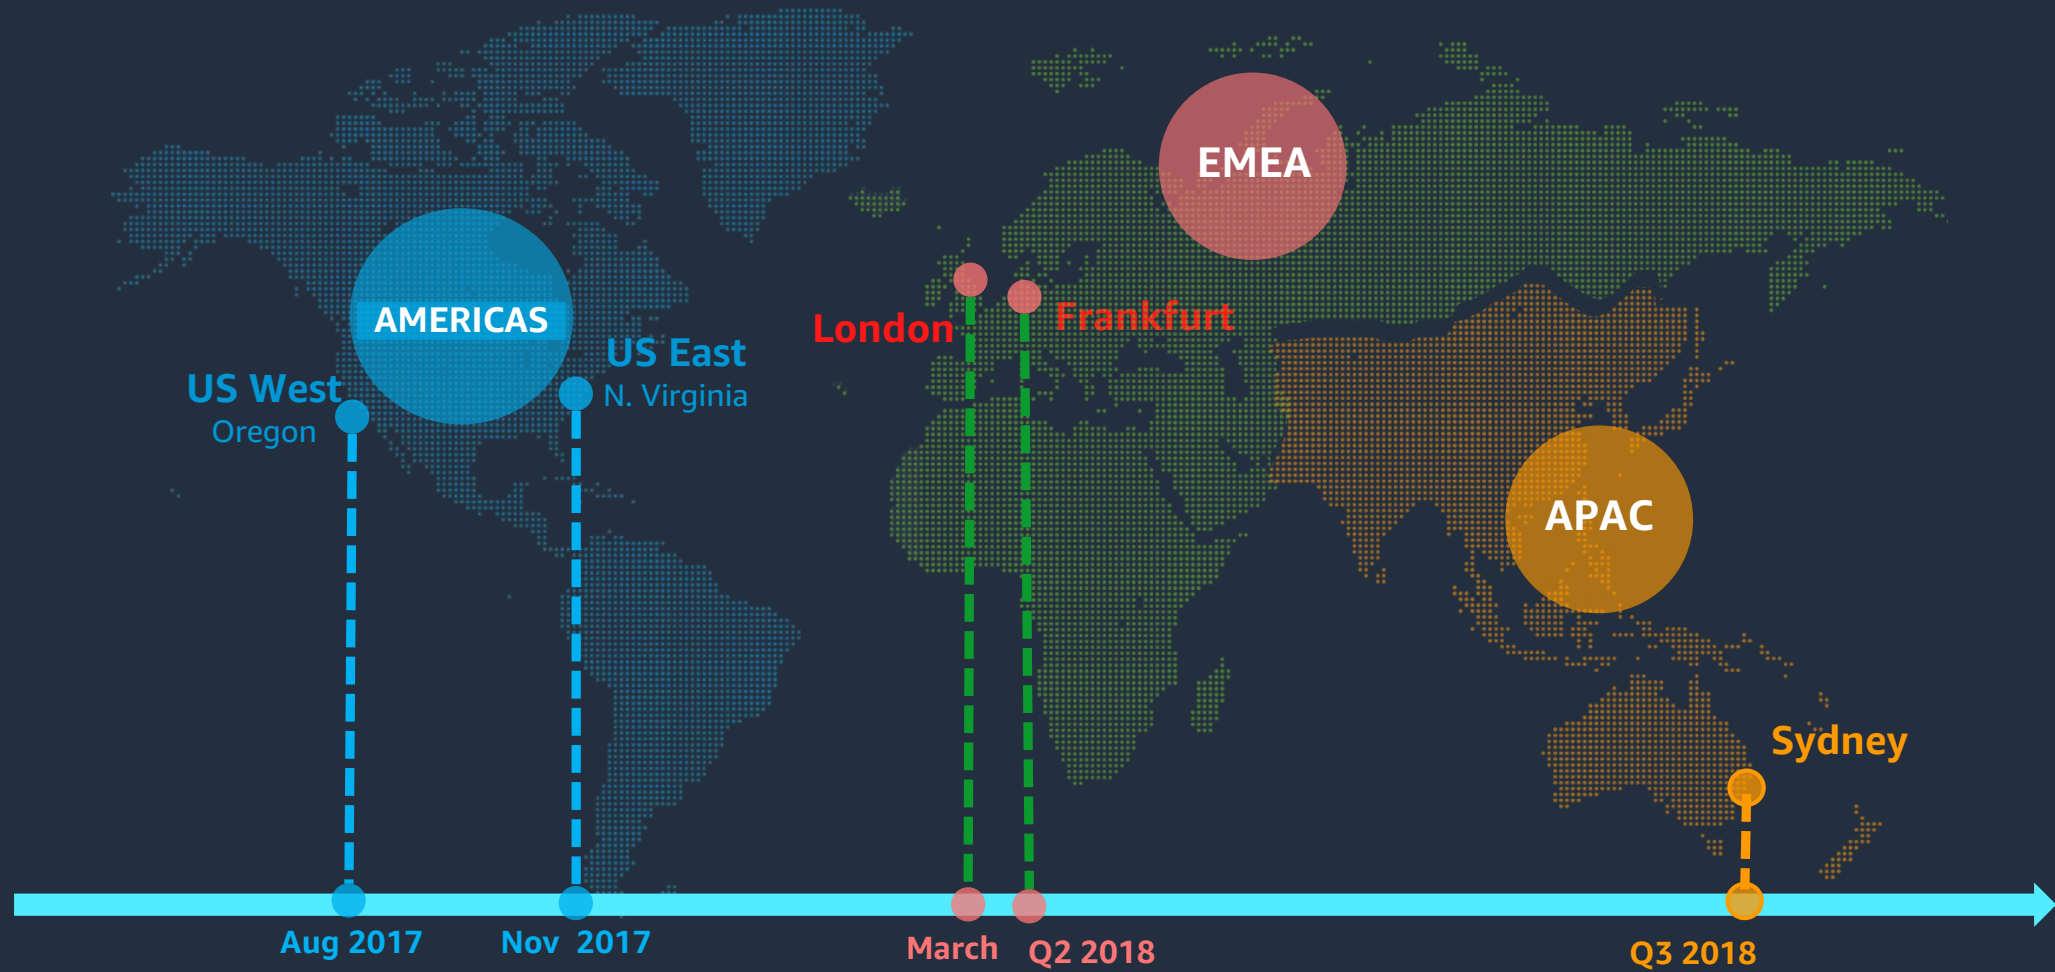 EMEA
AMERICAS
London
Frankfurt
US East
N. Virginia
US West
Oregon
APAC
Sydney
Aug 2017
Nov 2017
March
Q2 2018
Q3 2018